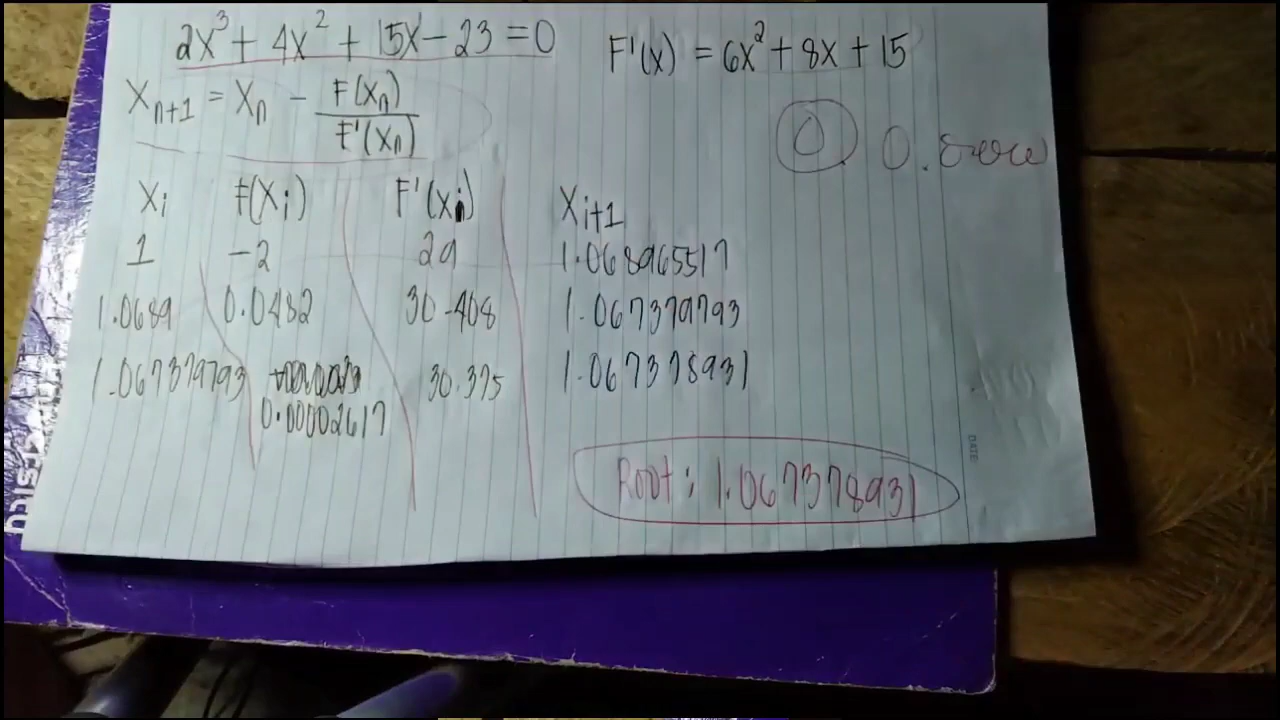 2x³ + 4x² + 15x - 23 = 0
F'(x) = 6x² + 8x + 15
Xn+1 = Xn - F(Xn) / F'(Xn)
0
0.
Xi f(Xi) F'(xi) Xi+1
1 -2 29 1.068965517
1.0689 0.0482 30.408 1.067379793
1.067379793 30.375 1.067378931
0.00002617
Root: 1.067378931
DATE: